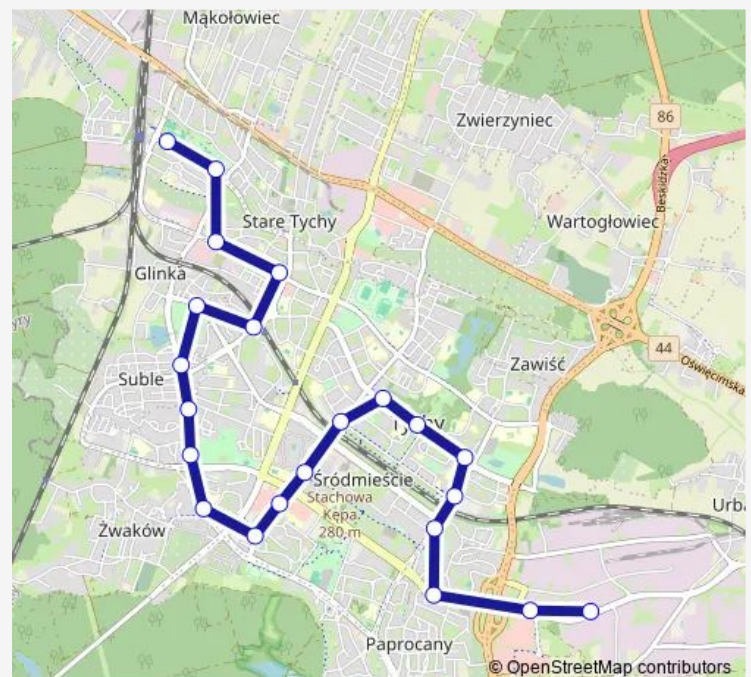 Mąkołowiec
Zwierzyniec
86
Beskidzka
Stare Tychy
Wartogłowiec
Glinka
44
Oświęcimska
Suble
Zawiść
Tychy
Śródmieście
Stachowa
Kępa
280 m
Urba
Żwaków
Paprocany
© OpenStreetMap contributors